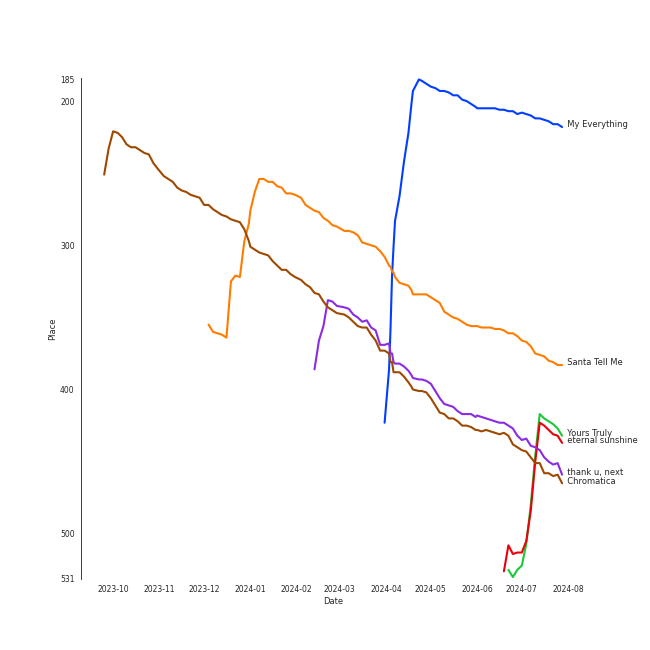 185
200
My Everything
300
Place
Santa Tell Me
400
Yours Truly
eternal sunshine
thank u, next
Chromatica
500
531
2023-10 2023-11 2023-12 2024-01 2024-02 2024-03 2024-04 2024-05 2024-06 2024-07 2024-08
Date